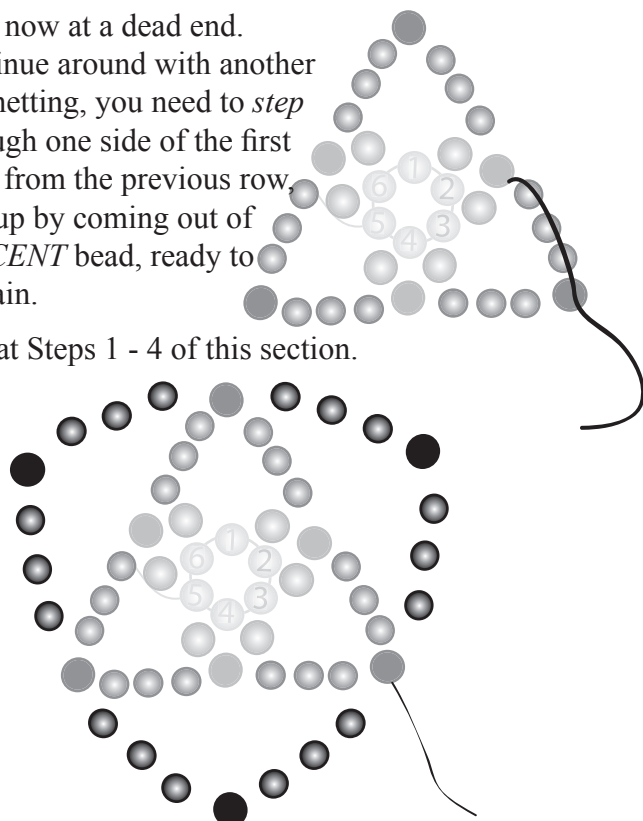 now at a dead end.
inue around with another
netting, you need to step
ugh one side of the first
from the previous row,
up by coming out of
CENT bead, ready to
ain.
at Steps 1 - 4 of this section.
1
2
3
4
5
6
1
2
3
4
5
6